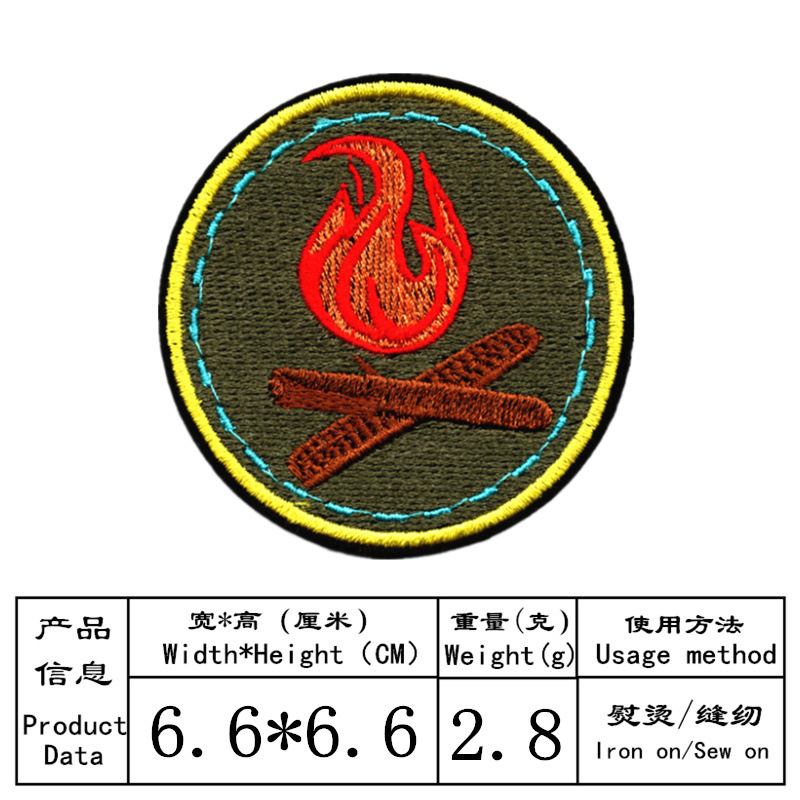 产品
信息
Product
Data
宽*高 (厘米)
Width*Height (CM)
重量(克)
Weight(g)
使用方法
Usage method
6.6*6.6
2.8
熨烫/缝纫
Iron on/Sew on